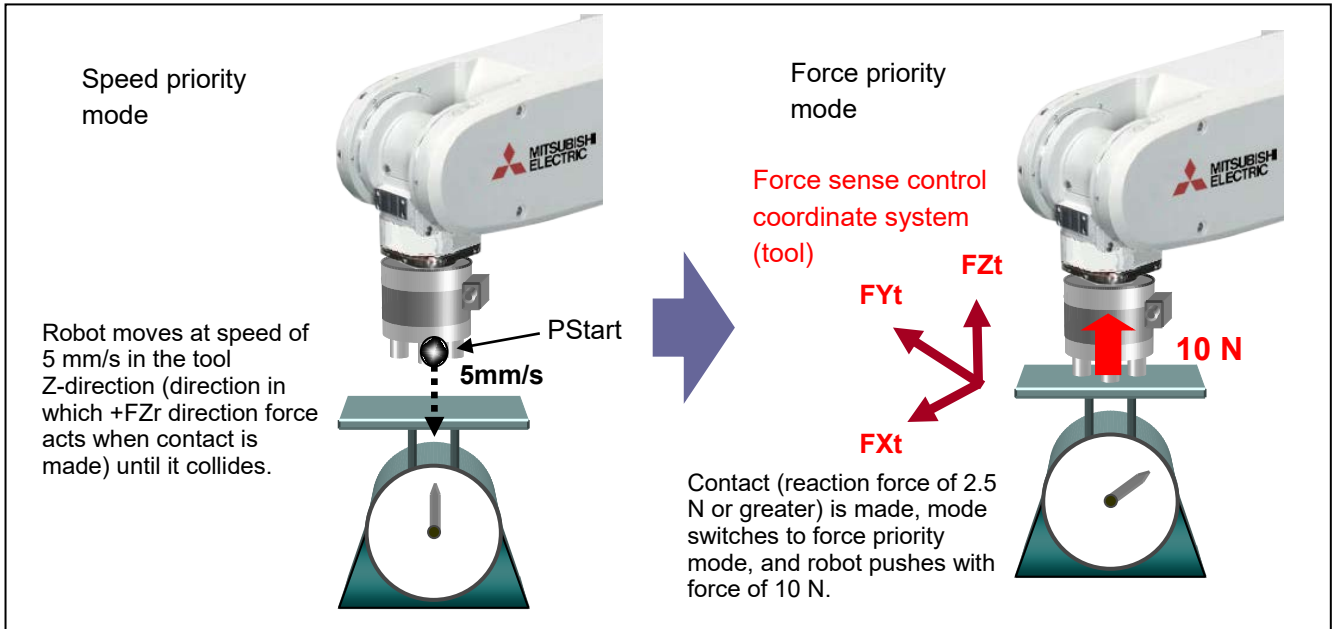 Speed priority
mode
MITSUBISHI
ELECTRIC
Robot moves at speed of
5 mm/s in the tool
Z-direction (direction in
which +FZr direction force
acts when contact is
made) until it collides.
PStart
5mm/s
Force priority
mode
MITSUBISHI
ELECTRIC
Force sense control
coordinate system
(tool)
FZt
FYt
FXt
10 N
Contact (reaction force of 2.5
N or greater) is made, mode
switches to force priority
mode, and robot pushes with
force of 10 N.